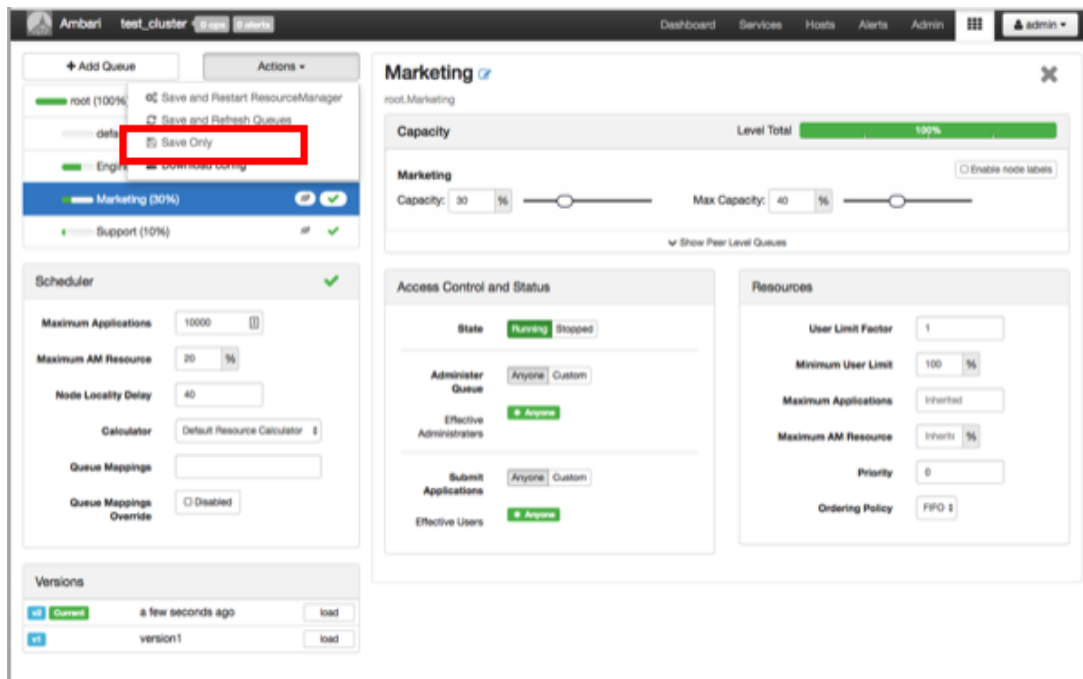 Ambari test_cluster 0 ops 0 alerts Dashboard Services Hosts Alerts Admin admin
Add Queue Actions
Save and Restart ResourceManager
Save and Refresh Queues
Save Only
Download config
root (100%
defa
Engin
Marketing (30%)
Support (10%)
Scheduler
Maximum Applications 10000
Maximum AM Resource 20 %
Node Locality Delay 40
Calculator Default Resource Calculator
Queue Mappings
Queue Mappings Override Disabled
Versions
v2 Current a few seconds ago load
v1 version1 load
Marketing
root.Marketing
Capacity Level Total 100%
Marketing Enable node labels
Capacity: 30 % Max Capacity: 40 %
Show Peer Level Queues
Access Control and Status
State Running Stopped
Administer Queue Anyone Custom
Effective Administraters Anyone
Submit Applications Anyone Custom
Effective Users Anyone
Resources
User Limit Factor 1
Minimum User Limit 100 %
Maximum Applications Inherited
Maximum AM Resource Inherite %
Priority 0
Ordering Policy FIFO